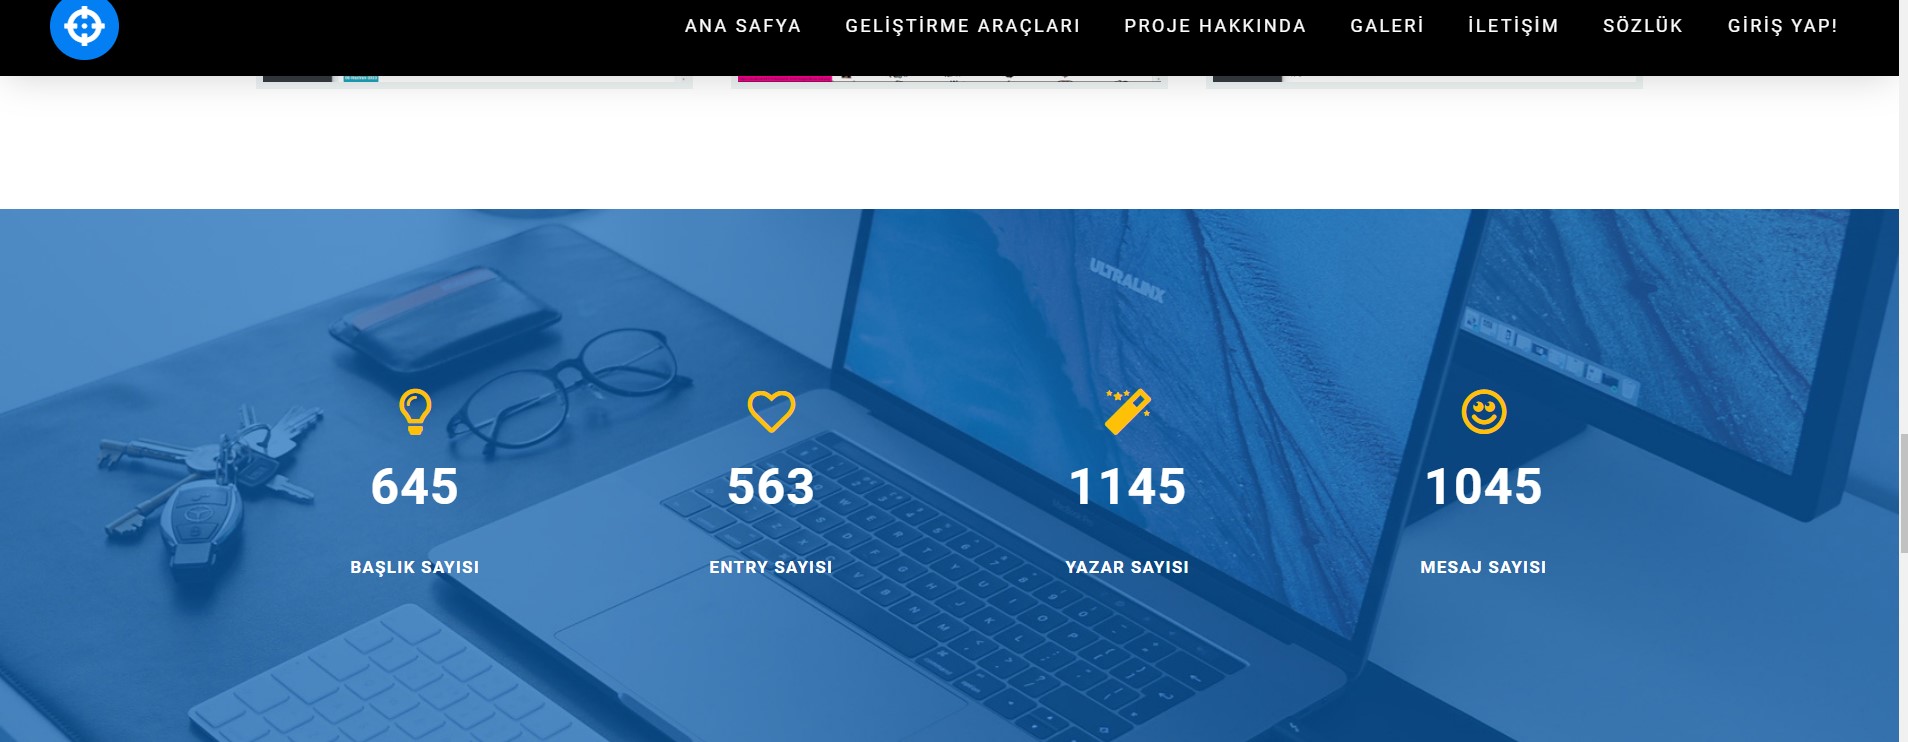 ANA SAFYA GELİŞTİRME ARAÇLARI PROJE HAKKINDA GALERİ İLETİŞİM SÖZLÜK GİRİŞ YAP!
ULTRALINX
645 563 1145 1045
BAŞLIK SAYISI ENTRY SAYISI YAZAR SAYISI MESAJ SAYISI